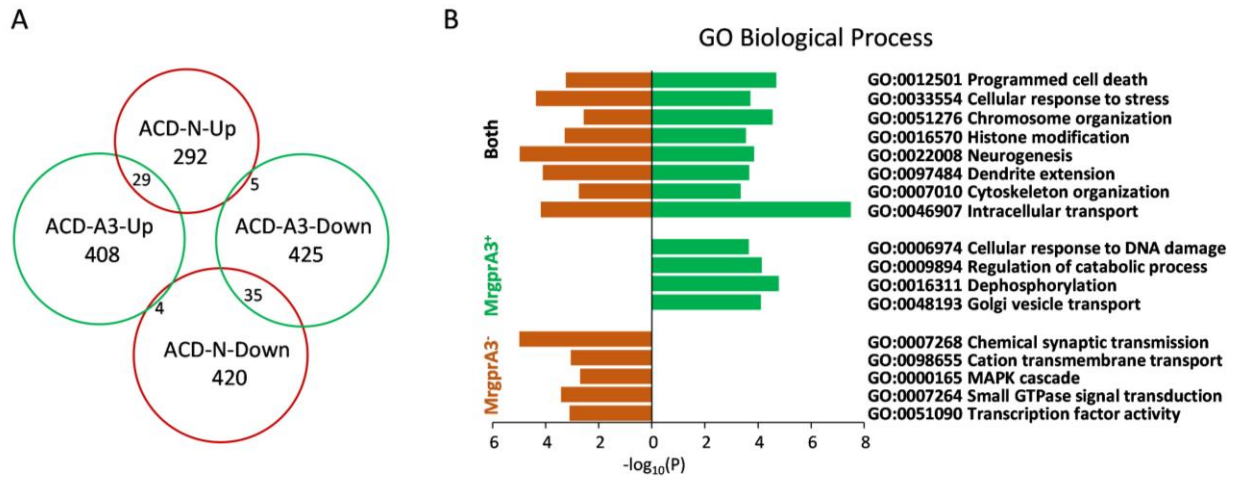 A
ACD-N-Up
292
29
5
ACD-A3-Up
408
ACD-A3-Down
425
4
35
ACD-N-Down
420
B
GO Biological Process
Both
GO:0012501 Programmed cell death
GO:0033554 Cellular response to stress
GO:0051276 Chromosome organization
GO:0016570 Histone modification
GO:0022008 Neurogenesis
GO:0097484 Dendrite extension
GO:0007010 Cytoskeleton organization
GO:0046907 Intracellular transport
MrgprA3⁺
GO:0006974 Cellular response to DNA damage
GO:0009894 Regulation of catabolic process
GO:0016311 Dephosphorylation
GO:0048193 Golgi vesicle transport
MrgprA3⁻
GO:0007268 Chemical synaptic transmission
GO:0098655 Cation transmembrane transport
GO:0000165 MAPK cascade
GO:0007264 Small GTPase signal transduction
GO:0051090 Transcription factor activity
6 4 2 0 2 4 6 8
-log₁₀(P)